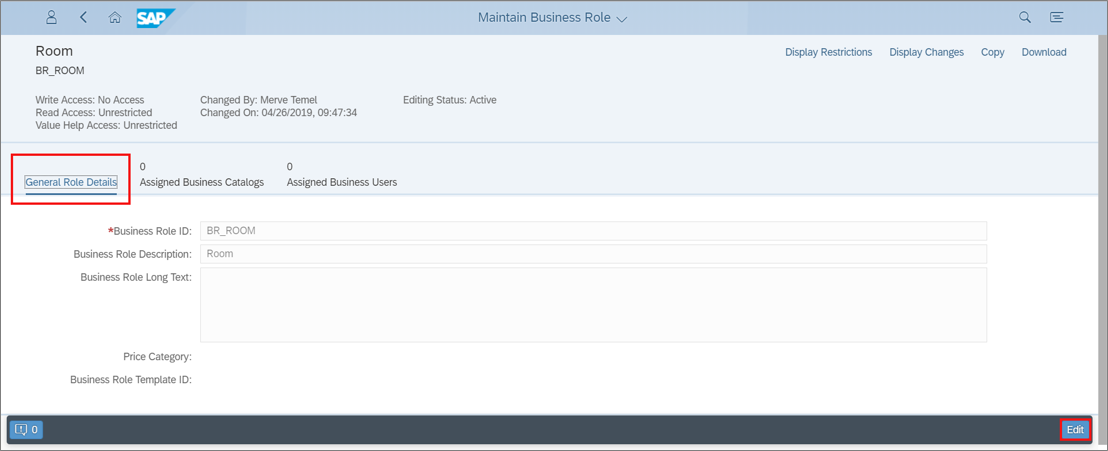 SAP
Maintain Business Role
Room
Display Restrictions Display Changes Copy Download
BR_ROOM
Write Access: No Access Changed By: Merve Temel Editing Status: Active
Read Access: Unrestricted Changed On: 04/26/2019, 09:47:34
Value Help Access: Unrestricted
0 0
General Role Details Assigned Business Catalogs Assigned Business Users
*Business Role ID: BR_ROOM
Business Role Description: Room
Business Role Long Text:
Price Category:
Business Role Template ID:
0 Edit